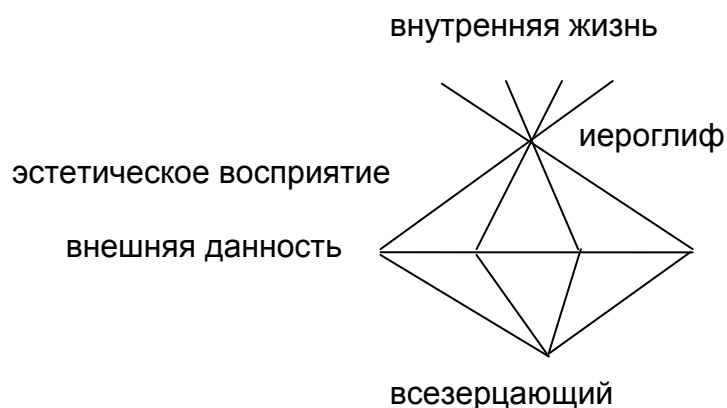 внутренняя жизнь
иероглиф
эстетическое восприятие
внешняя данность
всезерцающий